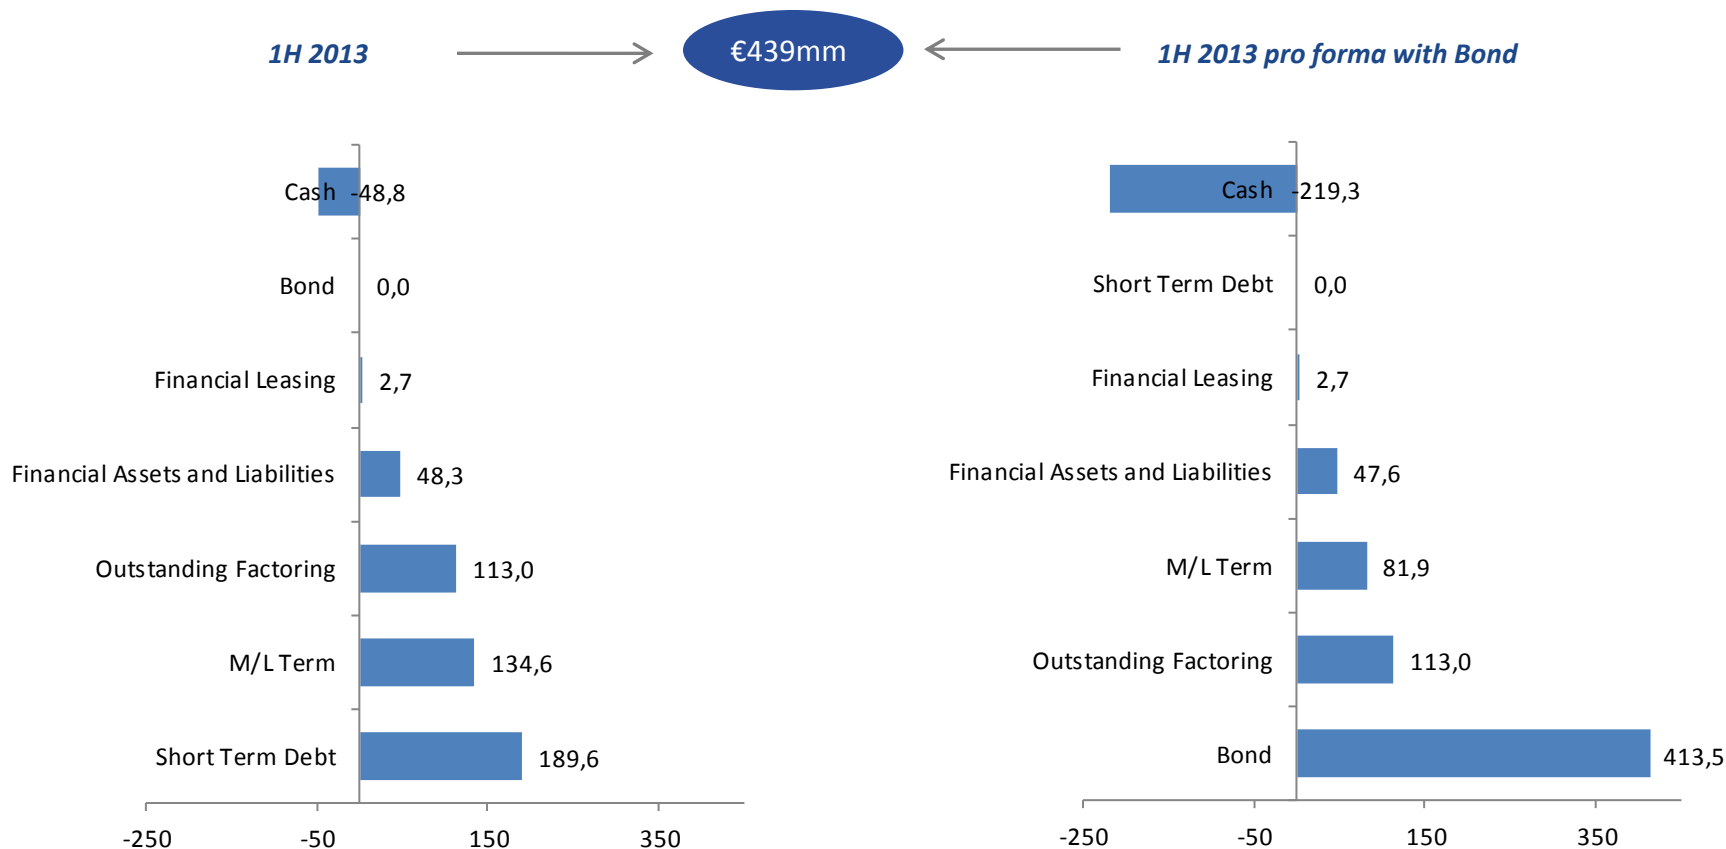 1H 2013
€439mm
1H 2013 pro forma with Bond
Cash -48,8
Bond 0,0
Financial Leasing 2,7
Financial Assets and Liabilities 48,3
Outstanding Factoring 113,0
M/L Term 134,6
Short Term Debt 189,6
-250 -50 150 350
Cash -219,3
Short Term Debt 0,0
Financial Leasing 2,7
Financial Assets and Liabilities 47,6
M/L Term 81,9
Outstanding Factoring 113,0
Bond 413,5
-250 -50 150 350